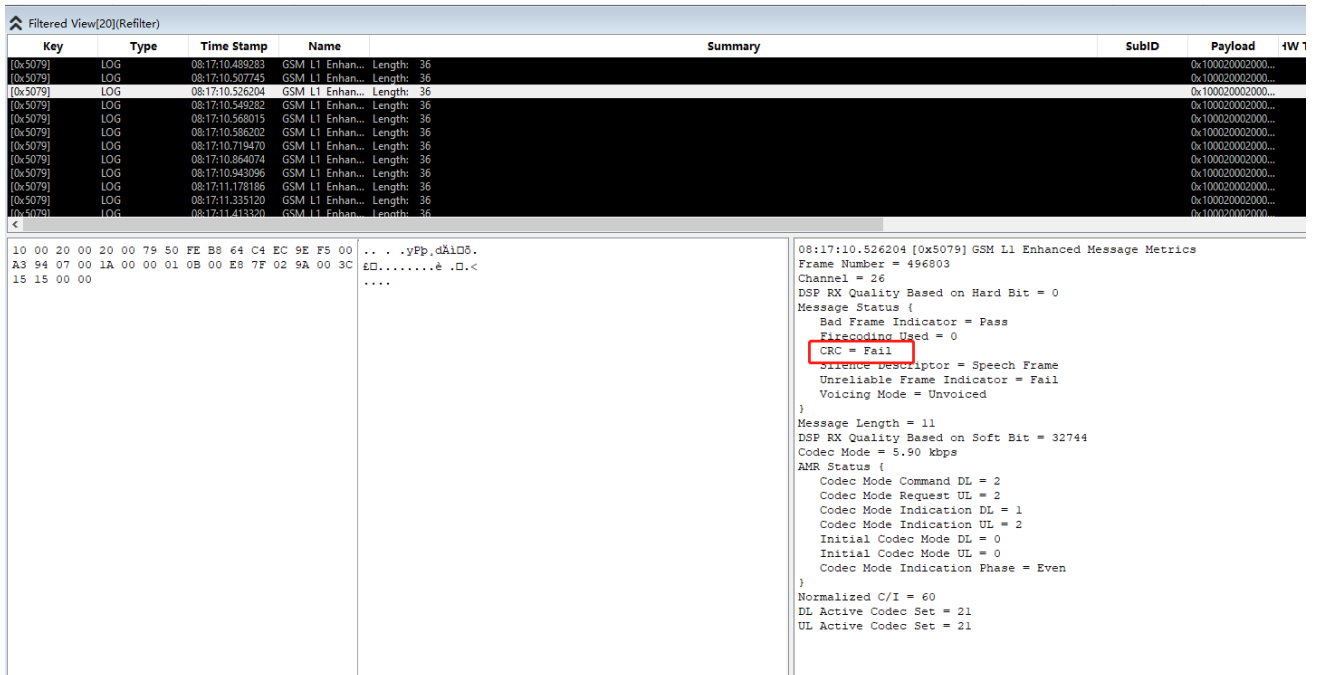 Filtered View[20](Refilter)
Key Type Time Stamp Name Summary SubID Payload
[0x5079] LOG 08:17:10.489283 GSM L1 Enhan... Length: 36 0x100020002000...
[0x5079] LOG 08:17:10.507745 GSM L1 Enhan... Length: 36 0x100020002000...
[0x5079] LOG 08:17:10.526204 GSM L1 Enhan... Length: 36 0x100020002000...
[0x5079] LOG 08:17:10.549282 GSM L1 Enhan... Length: 36 0x100020002000...
[0x5079] LOG 08:17:10.568015 GSM L1 Enhan... Length: 36 0x100020002000...
[0x5079] LOG 08:17:10.586202 GSM L1 Enhan... Length: 36 0x100020002000...
[0x5079] LOG 08:17:10.719470 GSM L1 Enhan... Length: 36 0x100020002000...
[0x5079] LOG 08:17:10.864074 GSM L1 Enhan... Length: 36 0x100020002000...
[0x5079] LOG 08:17:10.943096 GSM L1 Enhan... Length: 36 0x100020002000...
[0x5079] LOG 08:17:11.178186 GSM L1 Enhan... Length: 36 0x100020002000...
[0x5079] LOG 08:17:11.335120 GSM L1 Enhan... Length: 36 0x100020002000...
[0x5079] LOG 08:17:11.413320 GSM L1 Enhan... Length: 36 0x100020002000...
10 00 20 00 20 00 79 50 FE B8 64 C4 EC 9E F5 00 .. . .yPþ¸dÄì□õ.
A3 94 07 00 1A 00 00 01 0B 00 E8 7F 02 9A 00 3C £□........è .□.<
15 15 00 00 ....
08:17:10.526204 [0x5079] GSM L1 Enhanced Message Metrics
Frame Number = 496803
Channel = 26
DSP RX Quality Based on Hard Bit = 0
Message Status {
Bad Frame Indicator = Pass
Firecoding Used = 0
CRC = Fail
Silence Descriptor = Speech Frame
Unreliable Frame Indicator = Fail
Voicing Mode = Unvoiced
}
Message Length = 11
DSP RX Quality Based on Soft Bit = 32744
Codec Mode = 5.90 kbps
AMR Status {
Codec Mode Command DL = 2
Codec Mode Request UL = 2
Codec Mode Indication DL = 1
Codec Mode Indication UL = 2
Initial Codec Mode DL = 0
Initial Codec Mode UL = 0
Codec Mode Indication Phase = Even
}
Normalized C/I = 60
DL Active Codec Set = 21
UL Active Codec Set = 21